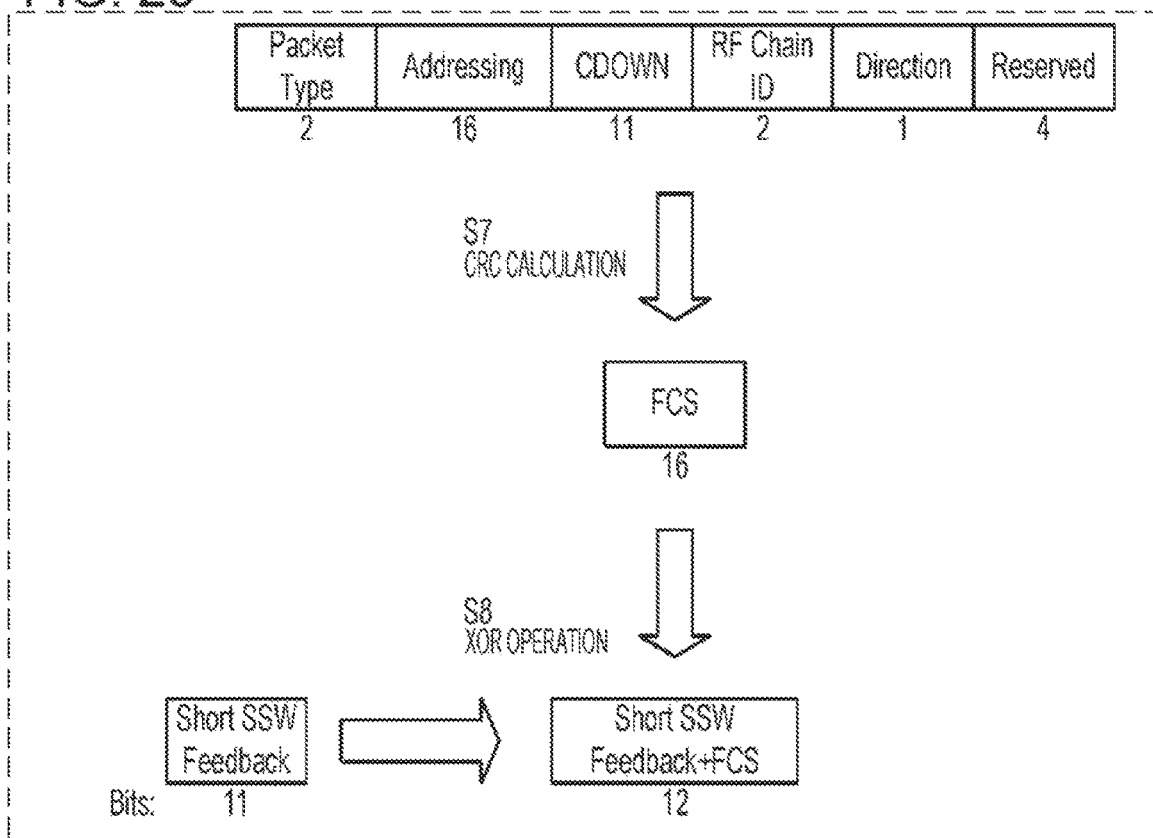 Packet
Type
Addressing
CDOWN
RF Chain
ID
Direction
Reserved
2
16
11
2
1
4
S7
CRC CALCULATION
FCS
16
S8
XOR OPERATION
Short SSW
Feedback
Short SSW
Feedback+FCS
Bits:
11
12